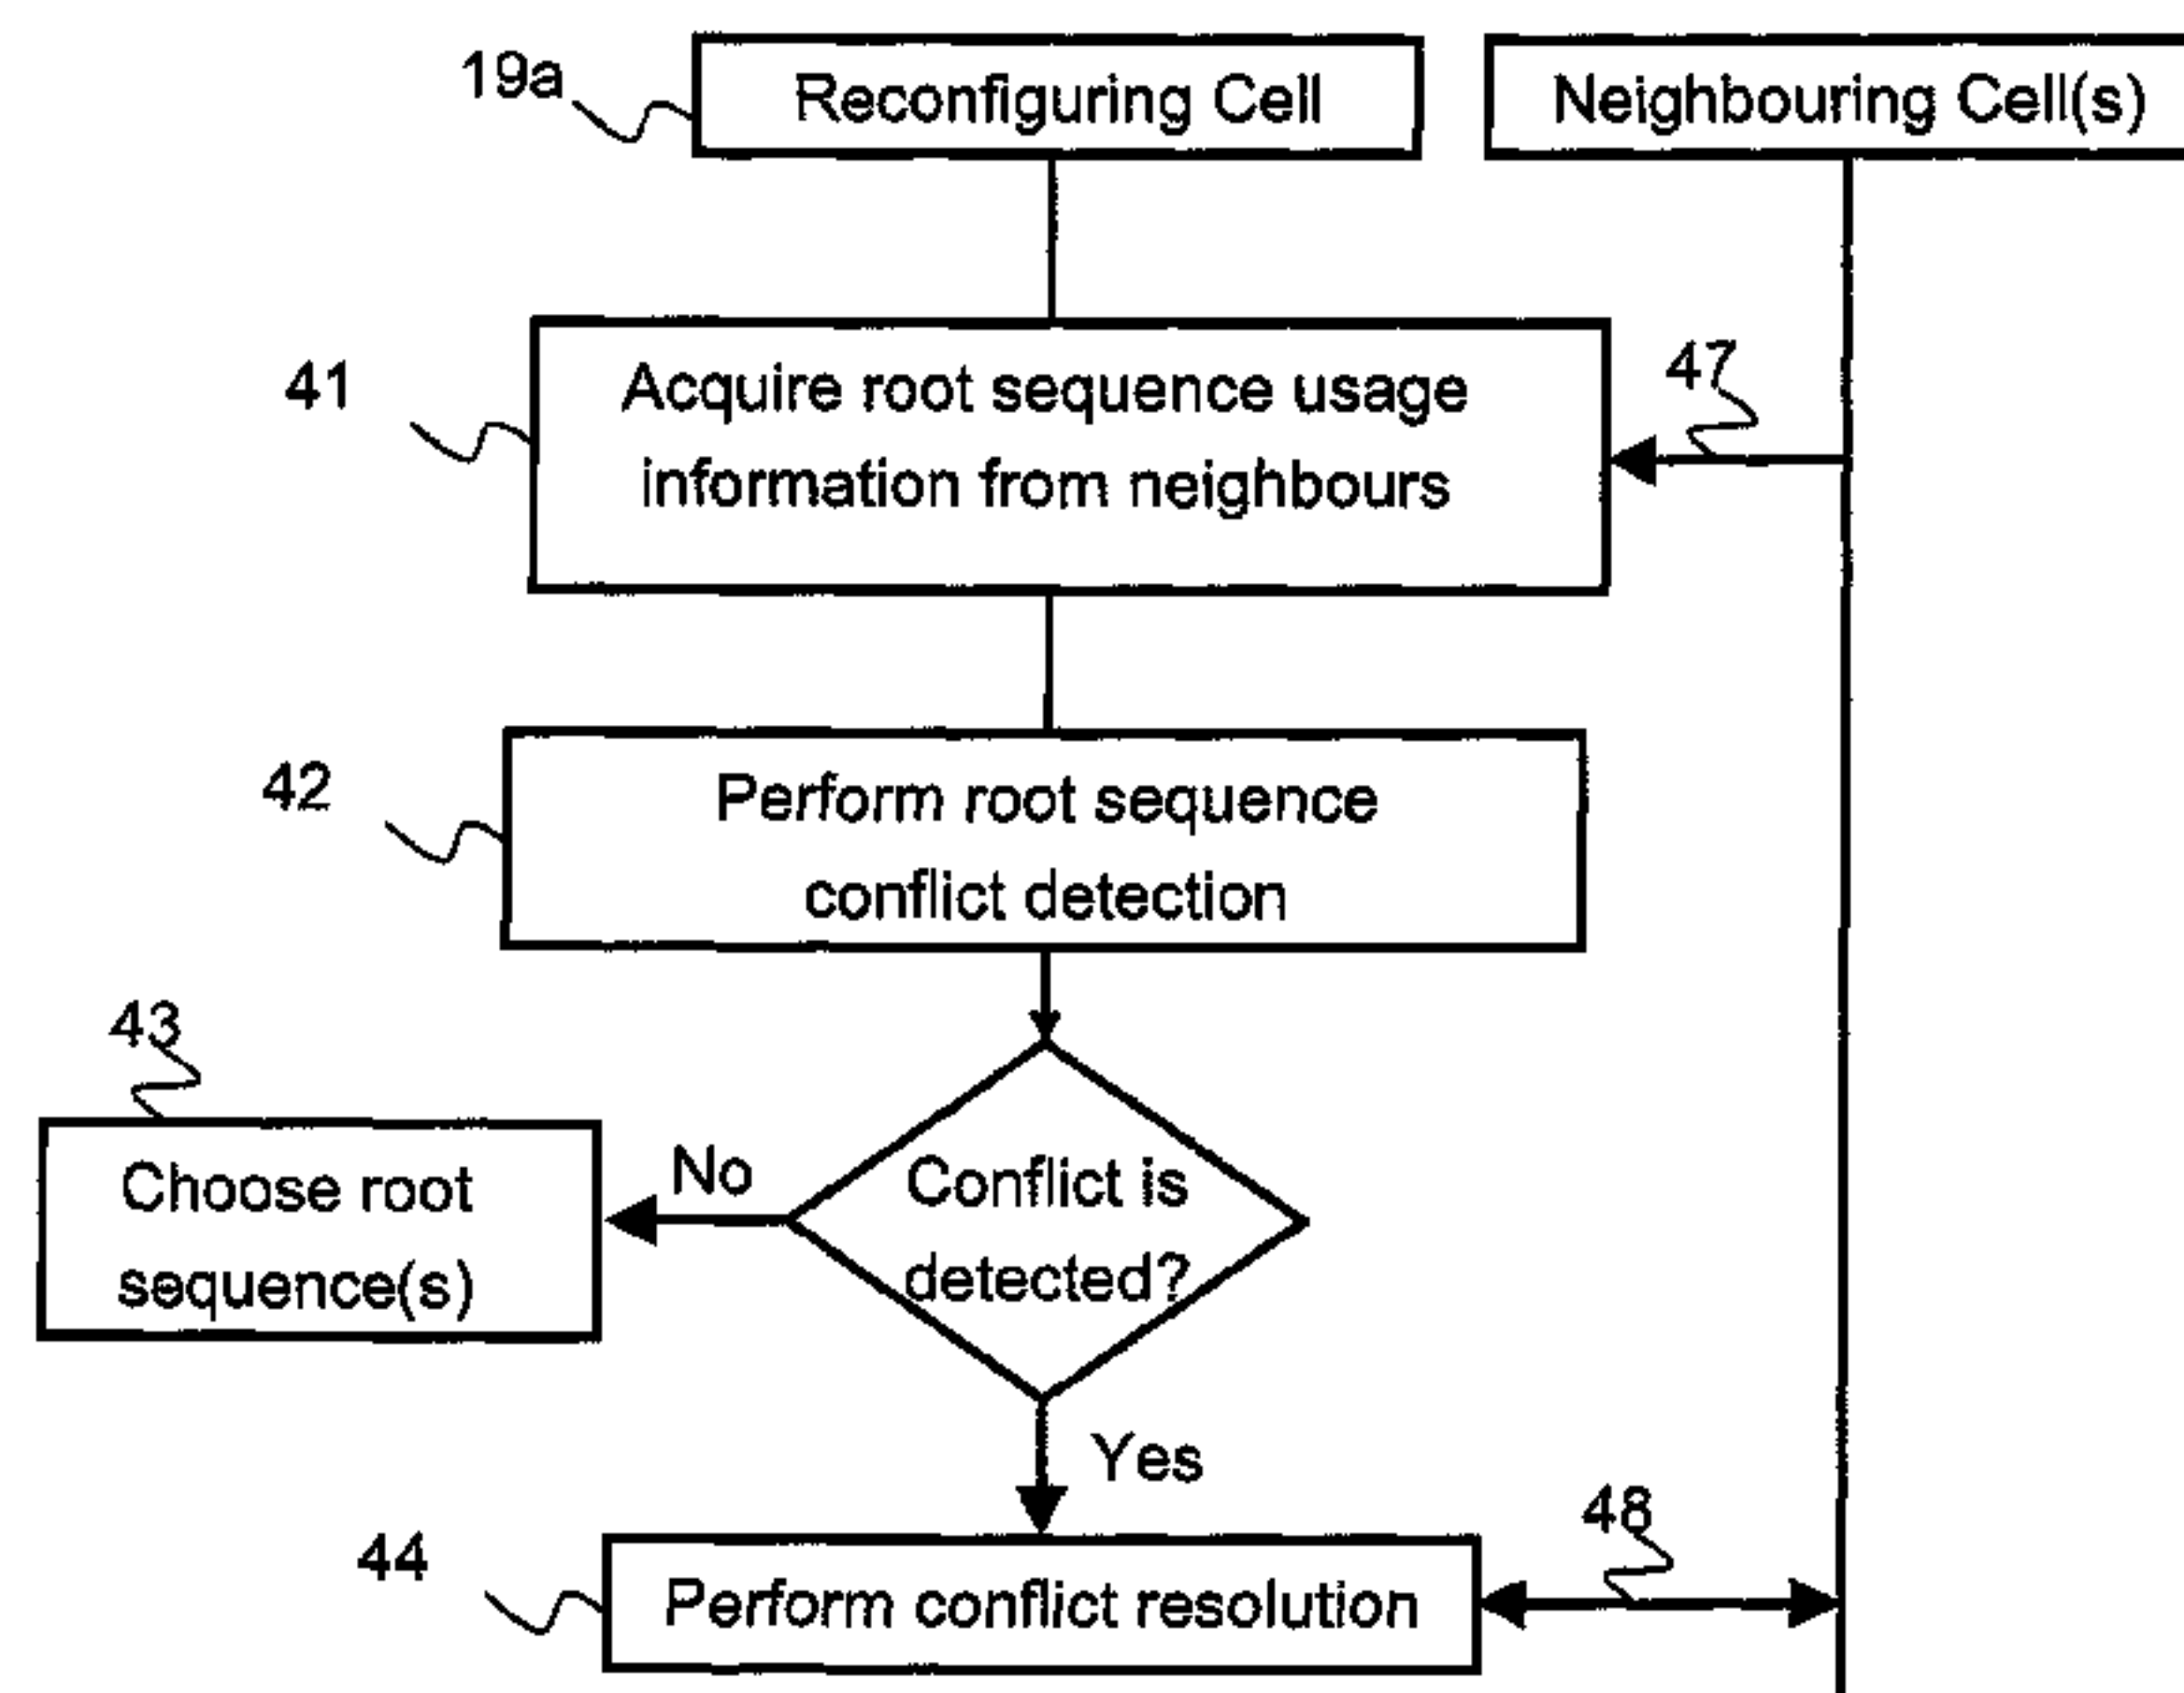 19a
Reconfiguring Cell
Neighbouring Cell(s)
41
Acquire root sequence usage
information from neighbours
47
42
Perform root sequence
conflict detection
43
Choose root
sequence(s)
No
Conflict is
detected?
Yes
44
Perform conflict resolution
48